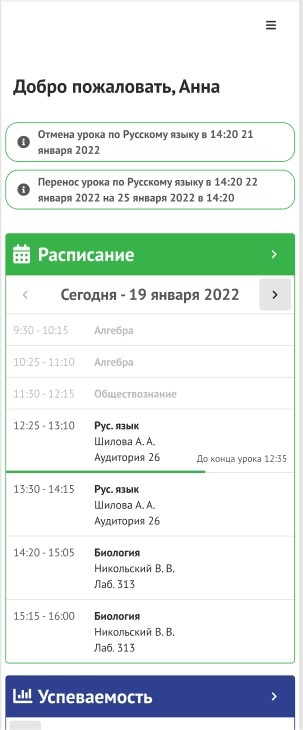 Добро пожаловать, Анна
Отмена урока по Русскому языку в 14:20 21
января 2022
Перенос урока по Русскому языку в 14:20 22
января 2022 на 25 января 2022 в 14:20
Расписание
Сегодня - 19 января 2022
9:30 - 10:15 Алгебра
10:25 - 11:10 Алгебра
11:30 - 12:15 Обществознание
12:25 - 13:10 Рус. язык
Шилова А. А.
Аудитория 26 До конца урока 12:35
13:30 - 14:15 Рус. язык
Шилова А. А.
Аудитория 26
14:20 - 15:05 Биология
Никольский В. В.
Лаб. 313
15:15 - 16:00 Биология
Никольский В. В.
Лаб. 313
Успеваемость